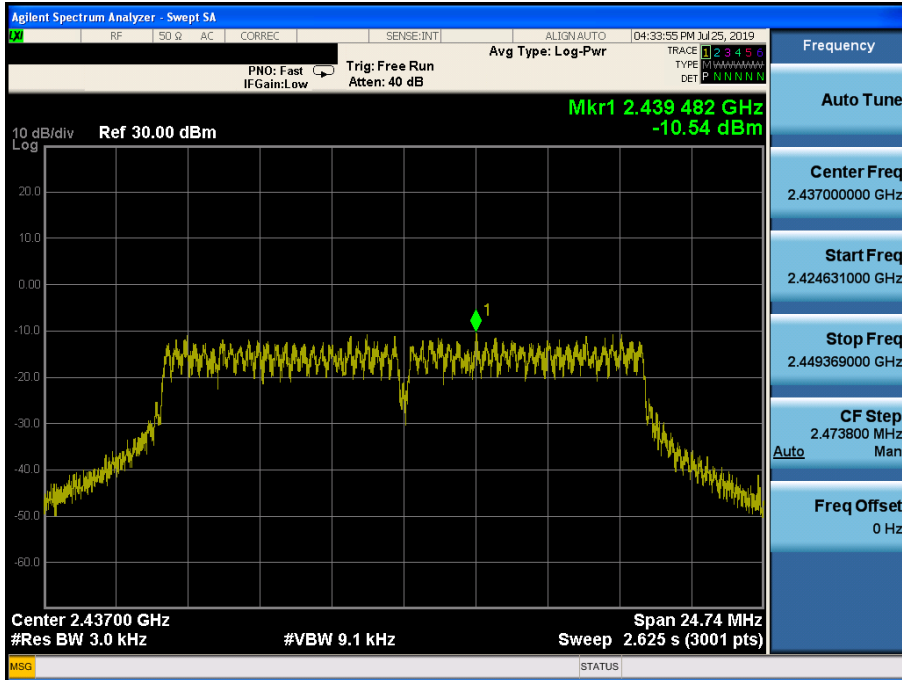 Agilent Spectrum Analyzer - Swept SA
LXI RF 50 Ω AC CORREC SENSE:INT ALIGNAUTO 04:33:55 PM Jul 25, 2019
Frequency
Avg Type: Log-Pwr TRACE 1 2 3 4 5 6
PNO: Fast Trig: Free Run TYPE M WWWWW
IFGain:Low Atten: 40 dB DET P N N N N N
Auto Tune
Mkr1 2.439 482 GHz
-10.54 dBm
10 dB/div Ref 30.00 dBm
Log
Center Freq
2.437000000 GHz
20.0
10.0
Start Freq
2.424631000 GHz
0.00
1
-10.0
Stop Freq
2.449369000 GHz
-20.0
-30.0
CF Step
2.473800 MHz
Auto Man
-40.0
-50.0
Freq Offset
0 Hz
-60.0
Center 2.43700 GHz Span 24.74 MHz
#Res BW 3.0 kHz #VBW 9.1 kHz Sweep 2.625 s (3001 pts)
MSG STATUS